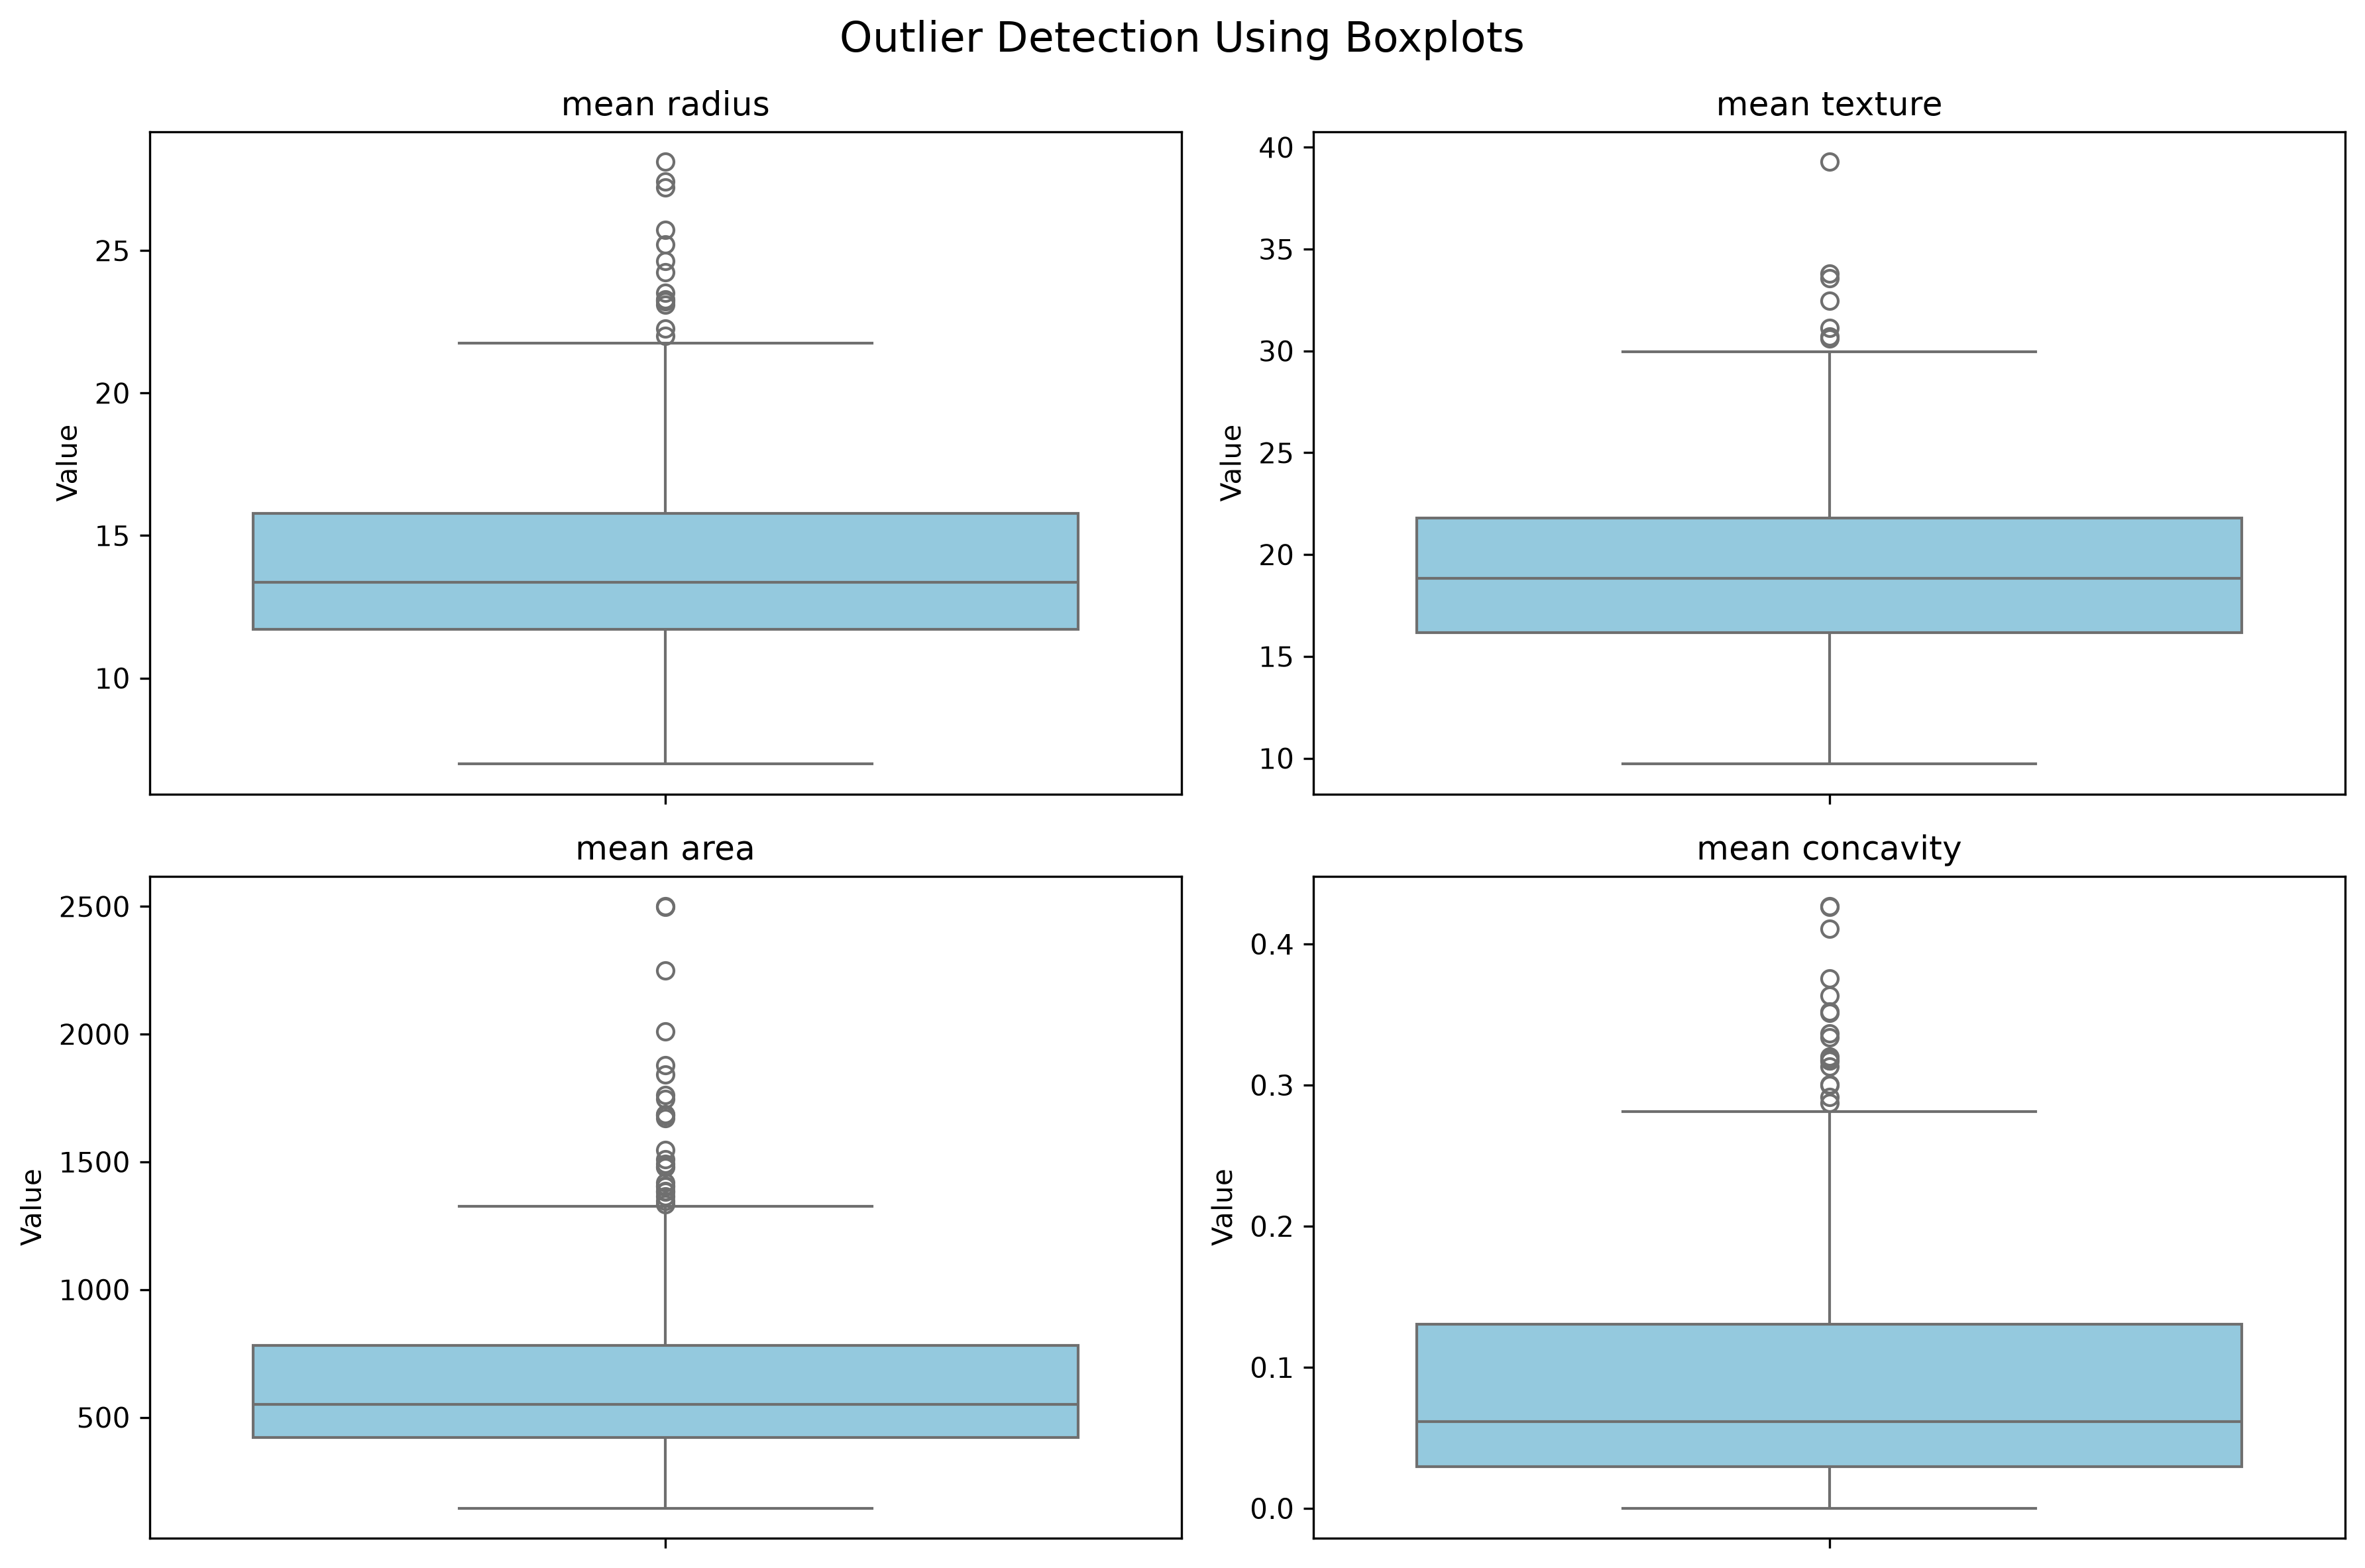 Outlier Detection Using Boxplots
mean radius
Value
25
20
15
10
mean texture
Value
40
35
30
25
20
15
10
mean area
Value
2500
2000
1500
1000
500
mean concavity
Value
0.4
0.3
0.2
0.1
0.0